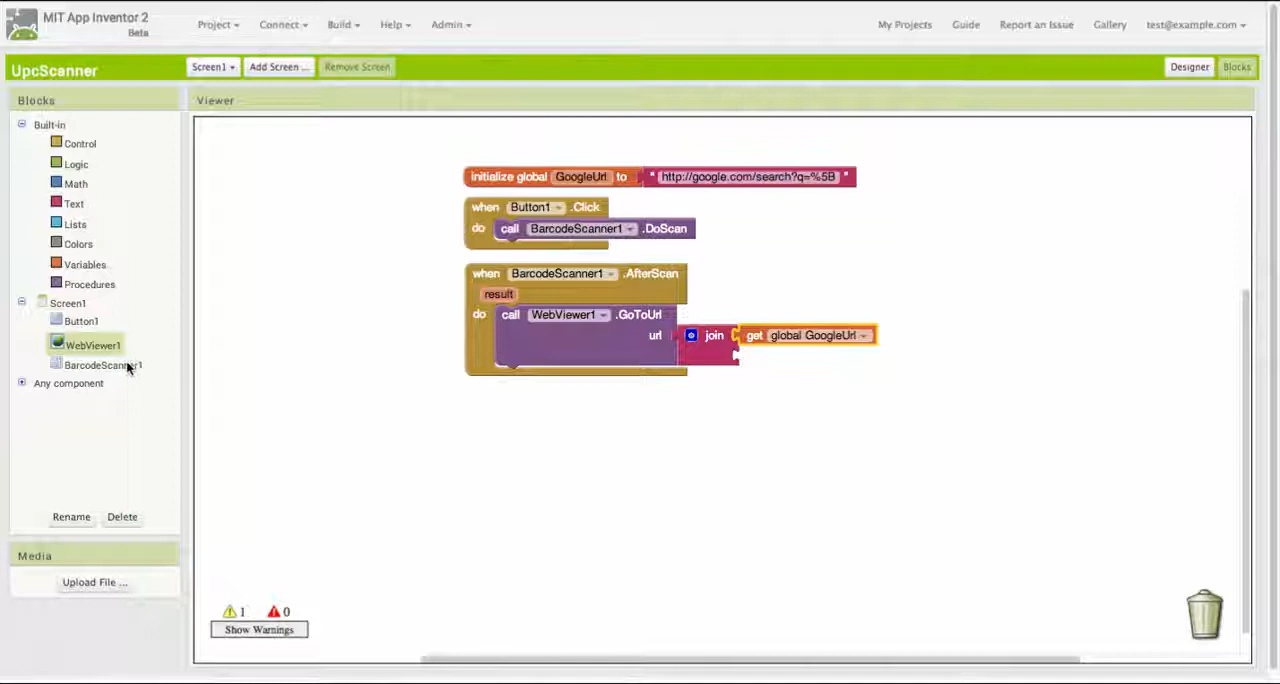 MIT App Inventor 2
Beta
Project Connect Build Help Admin
My Projects Guide Report an Issue Gallery test@example.com
UpcScanner
Screen1 Add Screen ... Remove Screen
Designer Blocks
Blocks
Viewer
Built-in
Control
Logic
Math
Text
Lists
Colors
Variables
Procedures
Screen1
Button1
WebViewer1
BarcodeScanner1
Any component
Rename Delete
Media
Upload File ...
initialize global GoogleUrl to " http://google.com/search?q=%5B "
when Button1 .Click
do call BarcodeScanner1 .DoScan
when BarcodeScanner1 .AfterScan
result
do call WebViewer1 .GoToUrl
url join get global GoogleUrl
1 0
Show Warnings